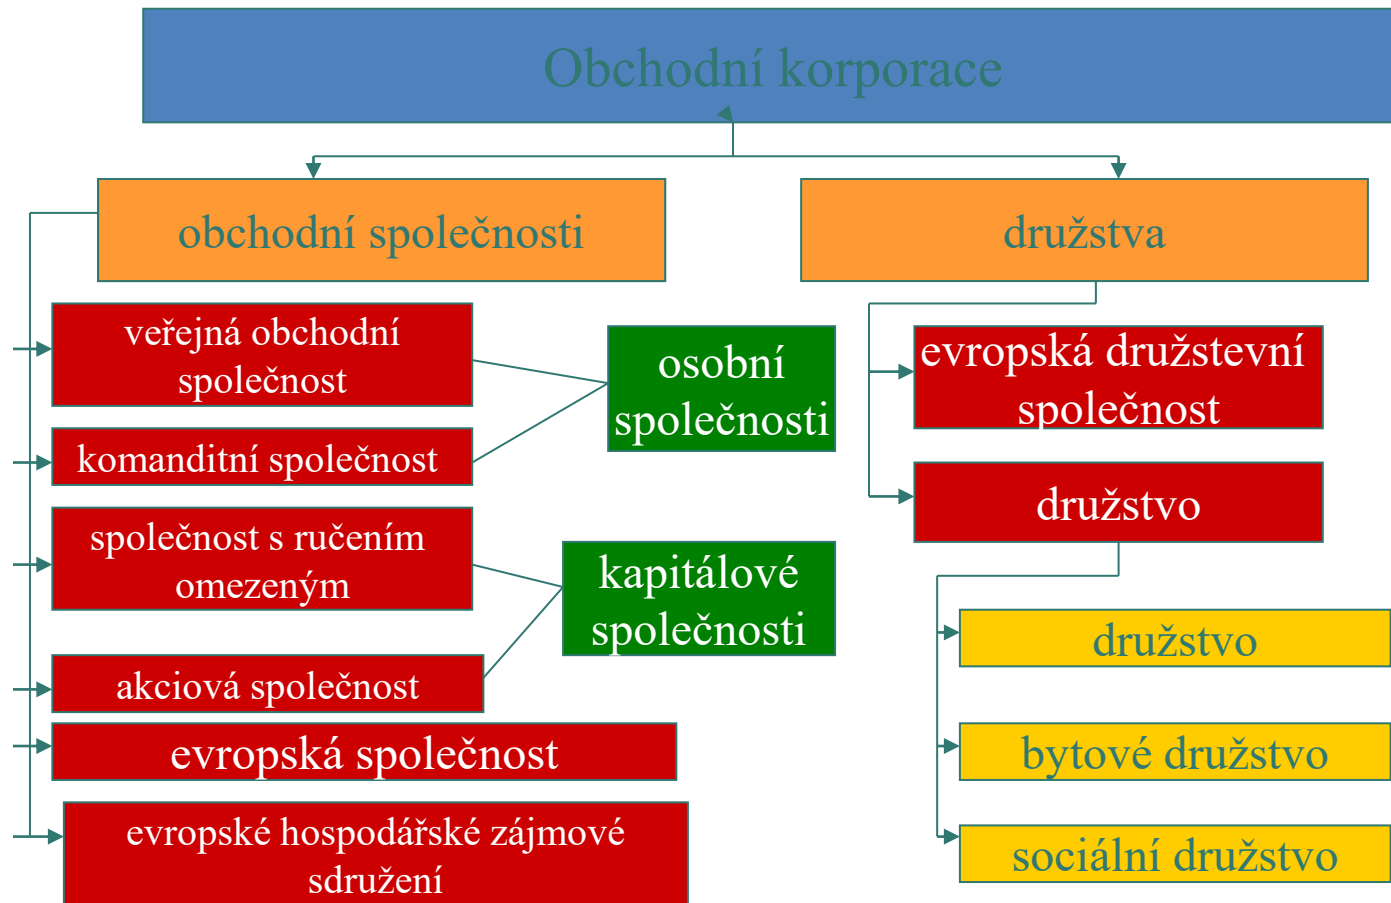 Obchodní korporace
obchodní společnosti
družstva
veřejná obchodní
společnost
komanditní společnost
společnost s ručením
omezeným
akciová společnost
evropská společnost
evropské hospodářské zájmové
sdružení
osobní
společnosti
kapitálové
společnosti
evropská družstevní
společnost
družstvo
družstvo
bytové družstvo
sociální družstvo